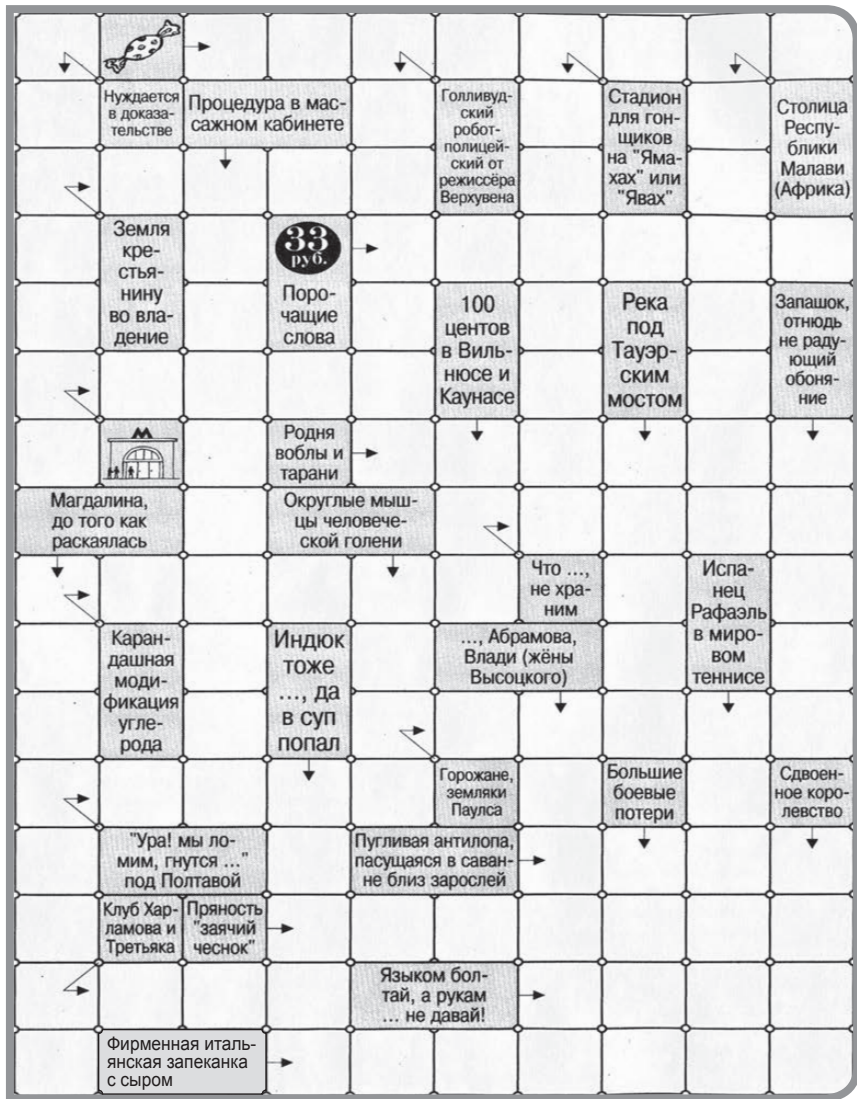 Нуждается
в доказа-
тельстве
Процедура в мас-
сажном кабинете
Голливуд-
ский
робот-
полицей-
ский от
режиссёра
Верхувена
Стадион
для гон-
щиков
на "Яма-
хах" или
"Явах"
Столица
Респу-
блики
Малави
(Африка)
Земля
кре-
стья-
нину
во вла-
дение
33
руб.
Поро-
чащие
слова
100
центов
в Виль-
нюсе и
Каунасе
Река
под
Тауэр-
ским
мостом
Запашок,
отнюдь
не раду-
ющий
обоня-
ние
М
Родня
воблы и
тарани
Магдалина,
до того как
раскаялась
Округлые мыш-
цы человече-
ской голени
Что ...,
не хра-
ним
Испа-
нец
Рафаэль
в миро-
вом
теннисе
Каран-
дашная
моди-
фикация
угле-
рода
Индюк
тоже
..., да
в суп
попал
..., Абрамова,
Влади (жёны
Высоцкого)
Горожане,
земляки
Паулса
Большие
боевые
потери
Сдвоен-
ное коро-
левство
"Ура! мы ло-
мим, гнутся ..."
под Полтавой
Пугливая антилопа,
пасущаяся в саван-
не близ зарослей
Клуб Хар-
ламова и
Третьяка
Пряность
"заячий
чеснок"
Языком бол-
тай, а рукам
... не давай!
Фирменная италь-
янская запеканка
с сыром